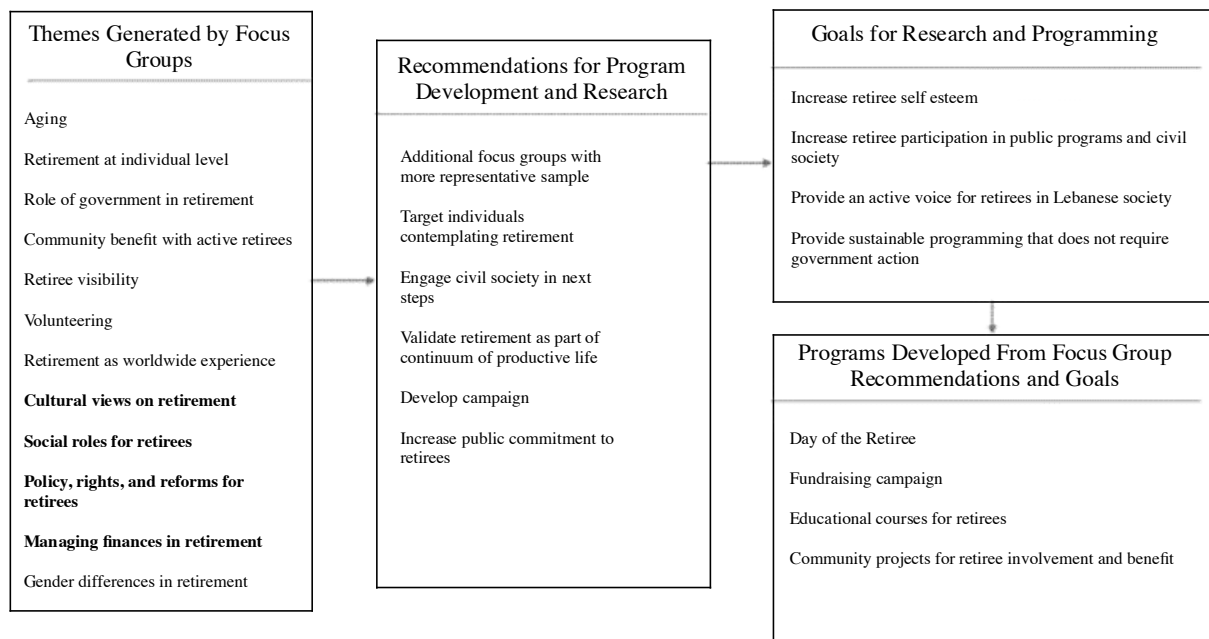 Themes Generated by Focus
Groups
Aging
Retirement at individual level
Role of government in retirement
Community benefit with active retirees
Retiree visibility
Volunteering
Retirement as worldwide experience
Cultural views on retirement
Social roles for retirees
Policy, rights, and reforms for
retirees
Managing finances in retirement
Gender differences in retirement
Recommendations for Program
Development and Research
Additional focus groups with
more representative sample
Target individuals
contemplating retirement
Engage civil society in next
steps
Validate retirement as part of
continuum of productive life
Develop campaign
Increase public commitment to
retirees
Goals for Research and Programming
Increase retiree self esteem
Increase retiree participation in public programs and civil
society
Provide an active voice for retirees in Lebanese society
Provide sustainable programming that does not require
government action
Programs Developed From Focus Group
Recommendations and Goals
Day of the Retiree
Fundraising campaign
Educational courses for retirees
Community projects for retiree involvement and benefit